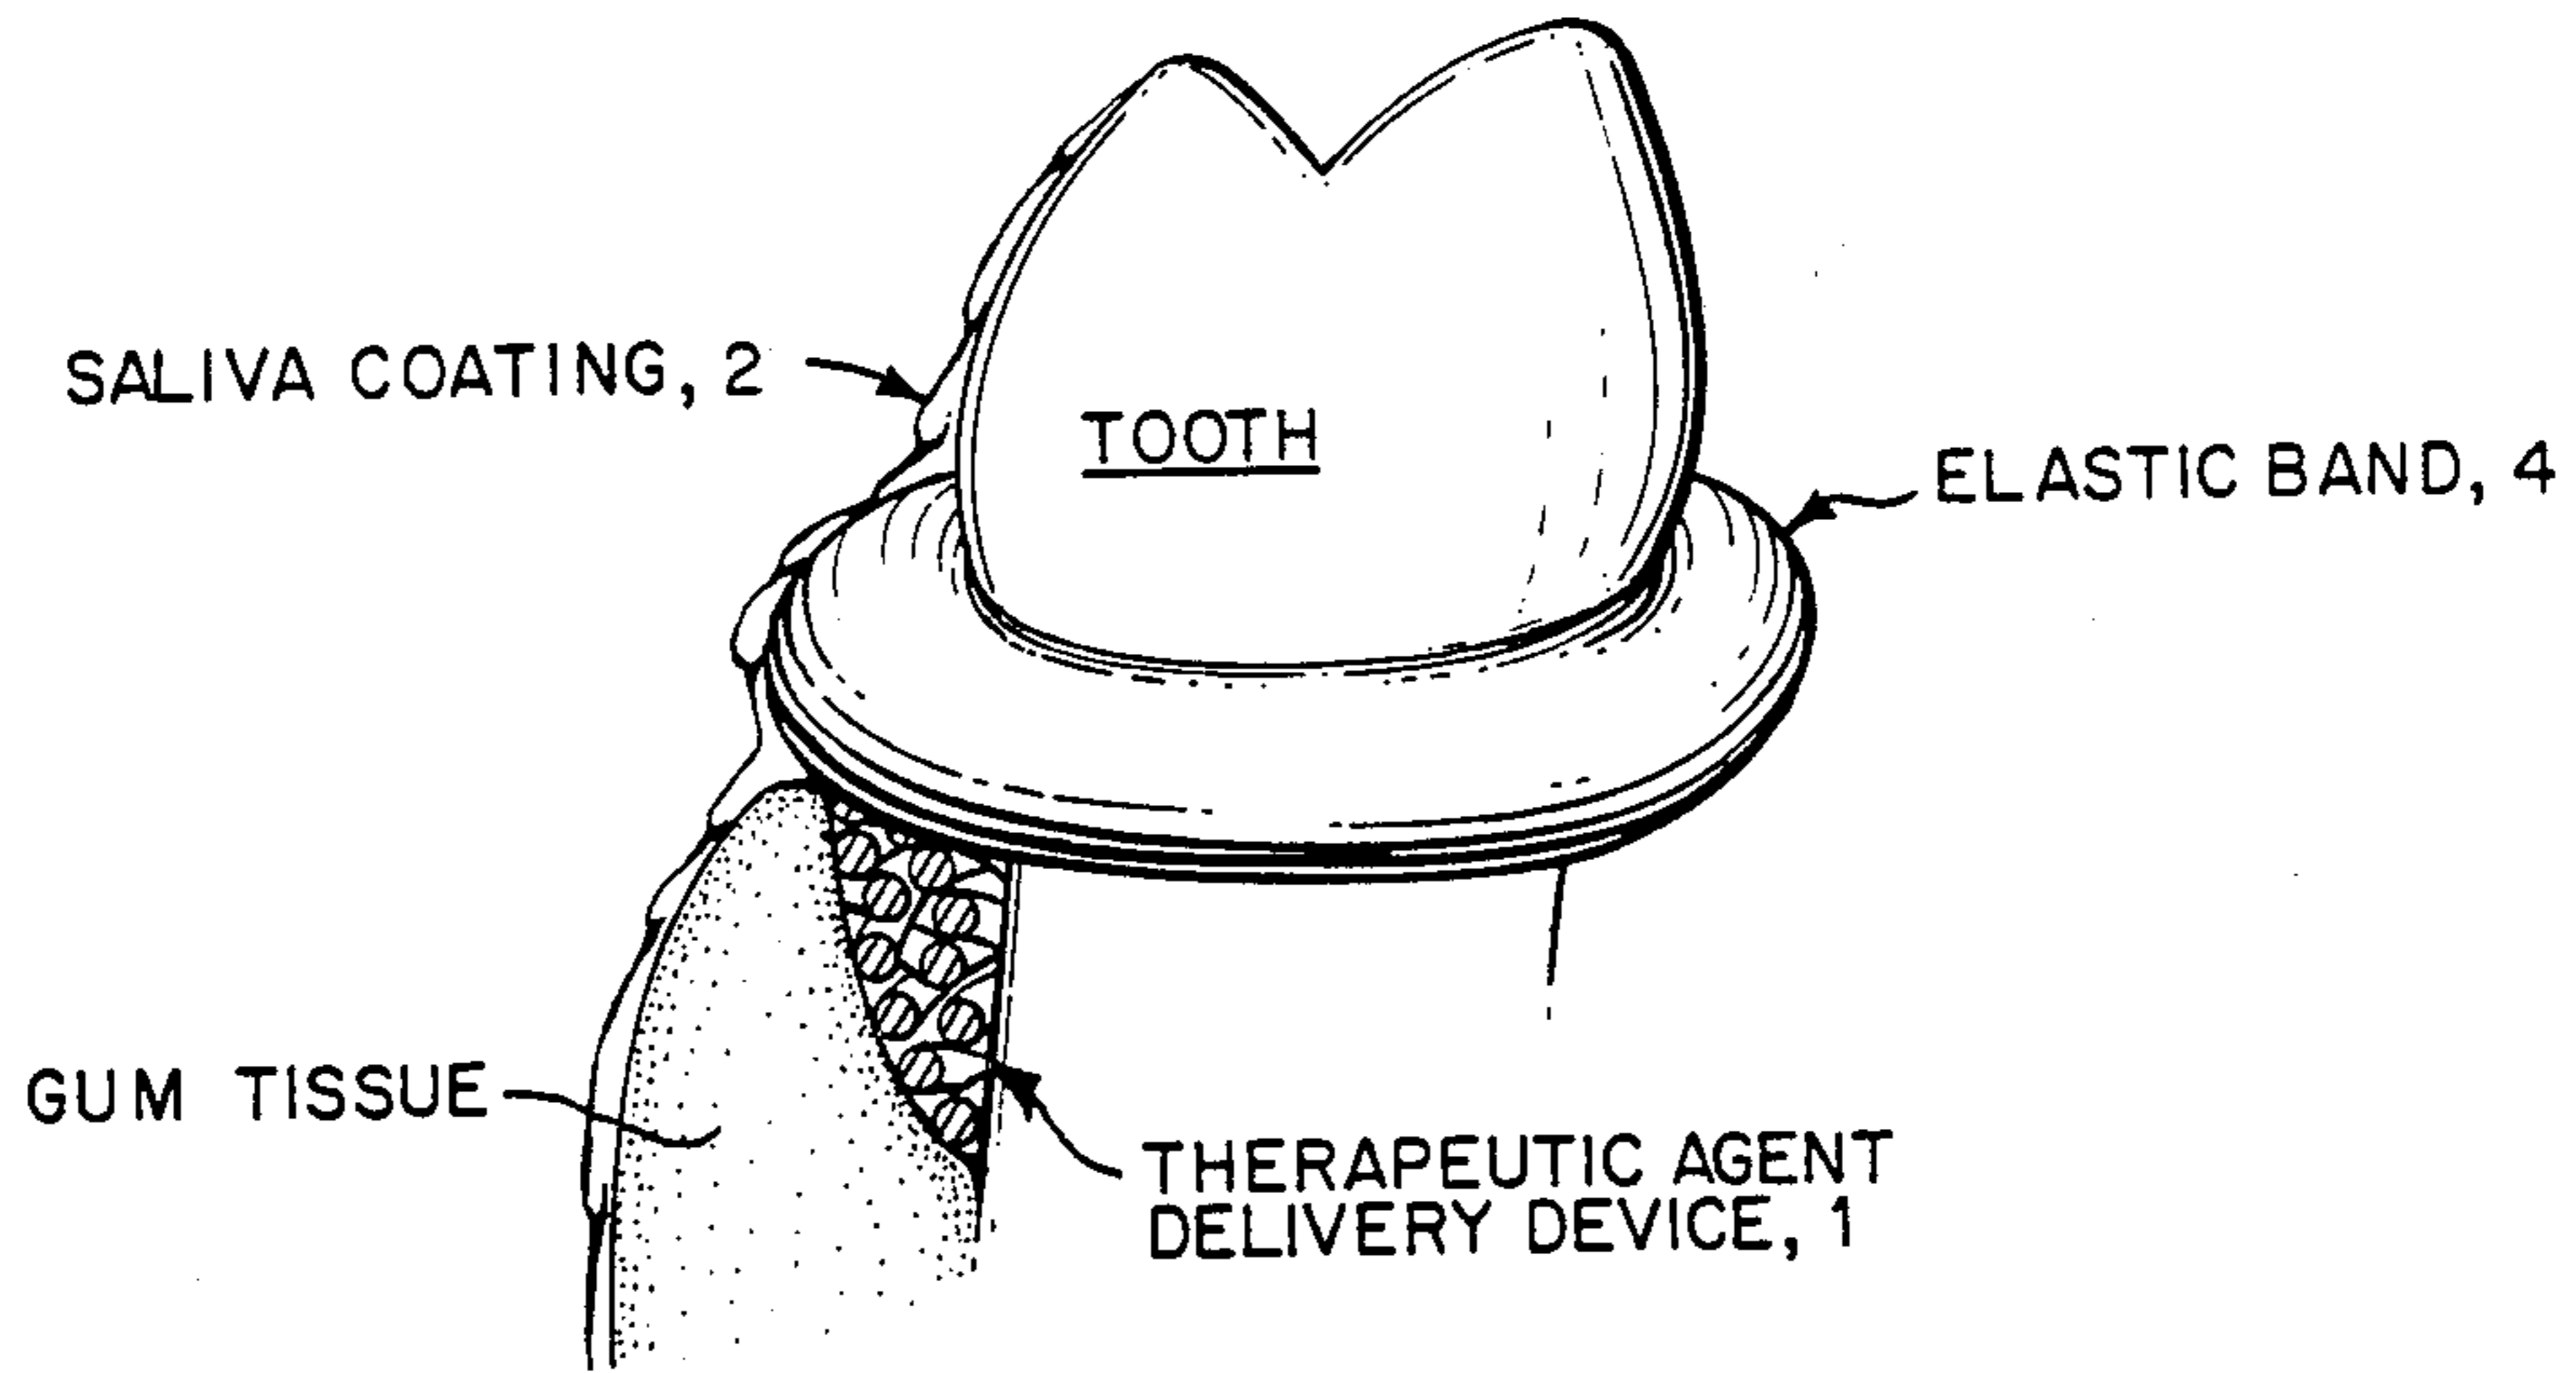 SALIVA COATING, 2
TOOTH
ELASTIC BAND, 4
GUM TISSUE
THERAPEUTIC AGENT
DELIVERY DEVICE, 1